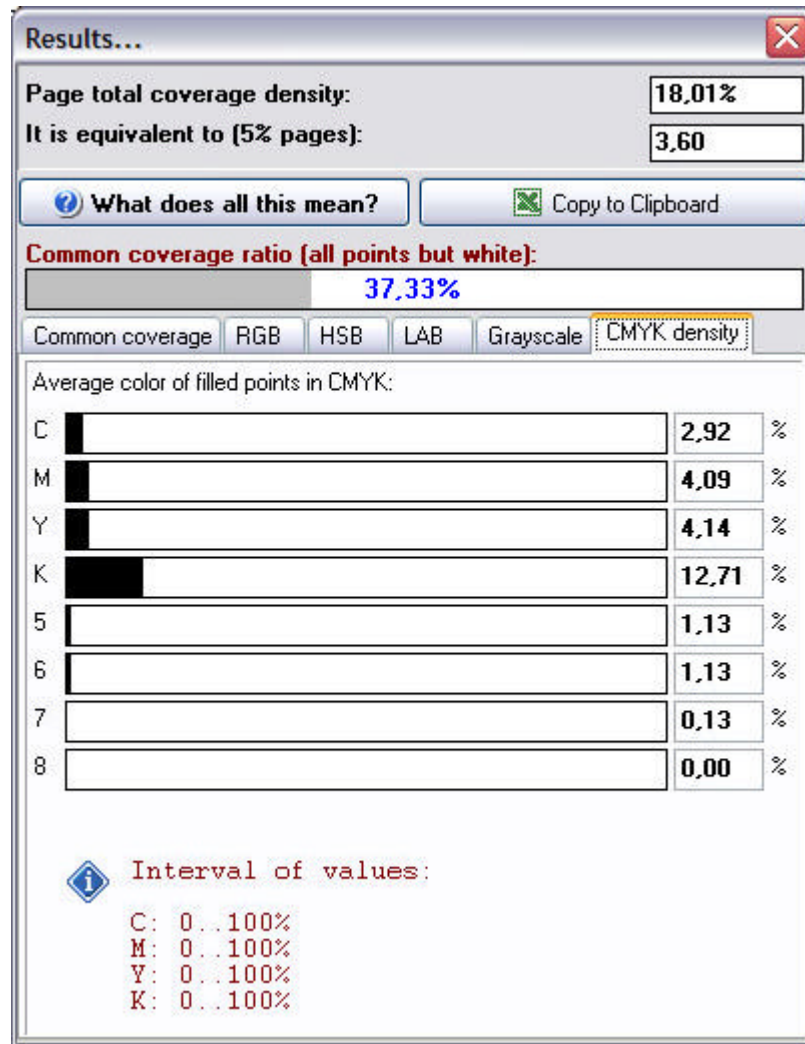 Results...
Page total coverage density: 18,01%
It is equivalent to (5% pages): 3,60
What does all this mean? Copy to Clipboard
Common coverage ratio (all points but white):
37,33%
Common coverage RGB HSB LAB Grayscale CMYK density
Average color of filled points in CMYK:
C 2,92 %
M 4,09 %
Y 4,14 %
K 12,71 %
5 1,13 %
6 1,13 %
7 0,13 %
8 0,00 %
Interval of values:
C: 0..100%
M: 0..100%
Y: 0..100%
K: 0..100%